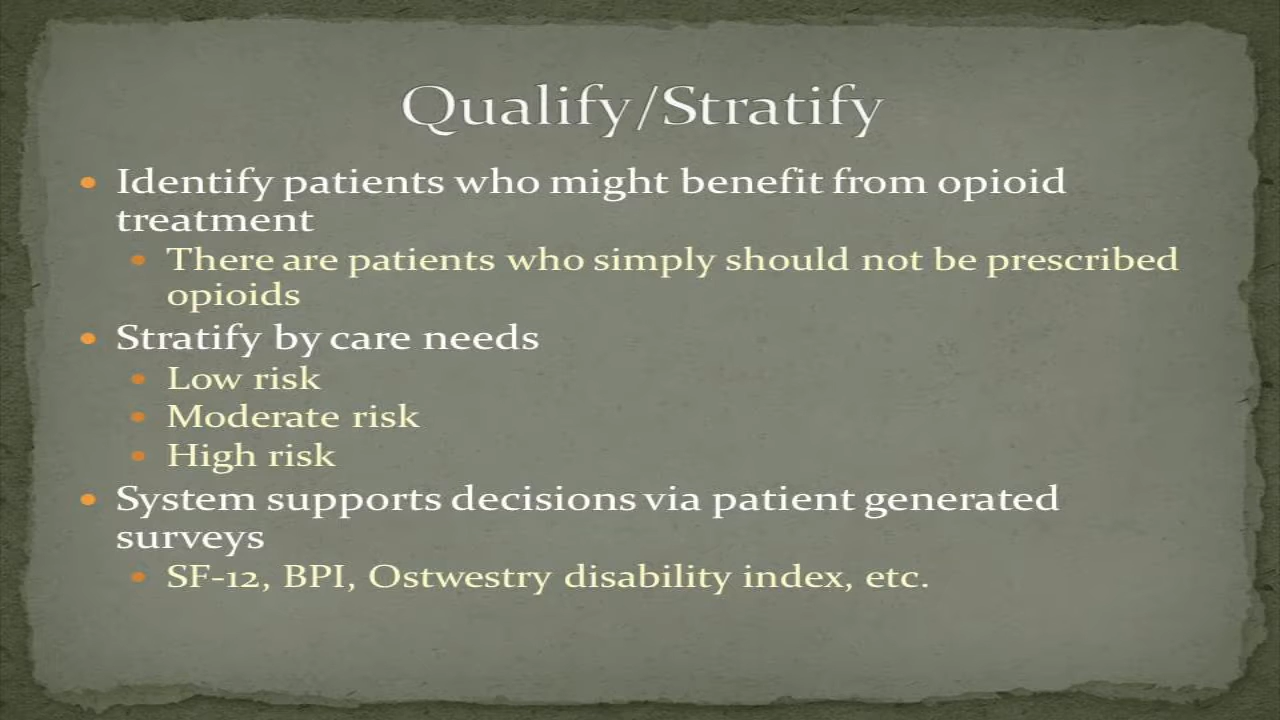 Qualify/Stratify
Identify patients who might benefit from opioid
treatment
There are patients who simply should not be prescribed
opioids
Stratify by care needs
Low risk
Moderate risk
High risk
System supports decisions via patient generated
surveys
SF-12, BPI, Ostwestry disability index, etc.